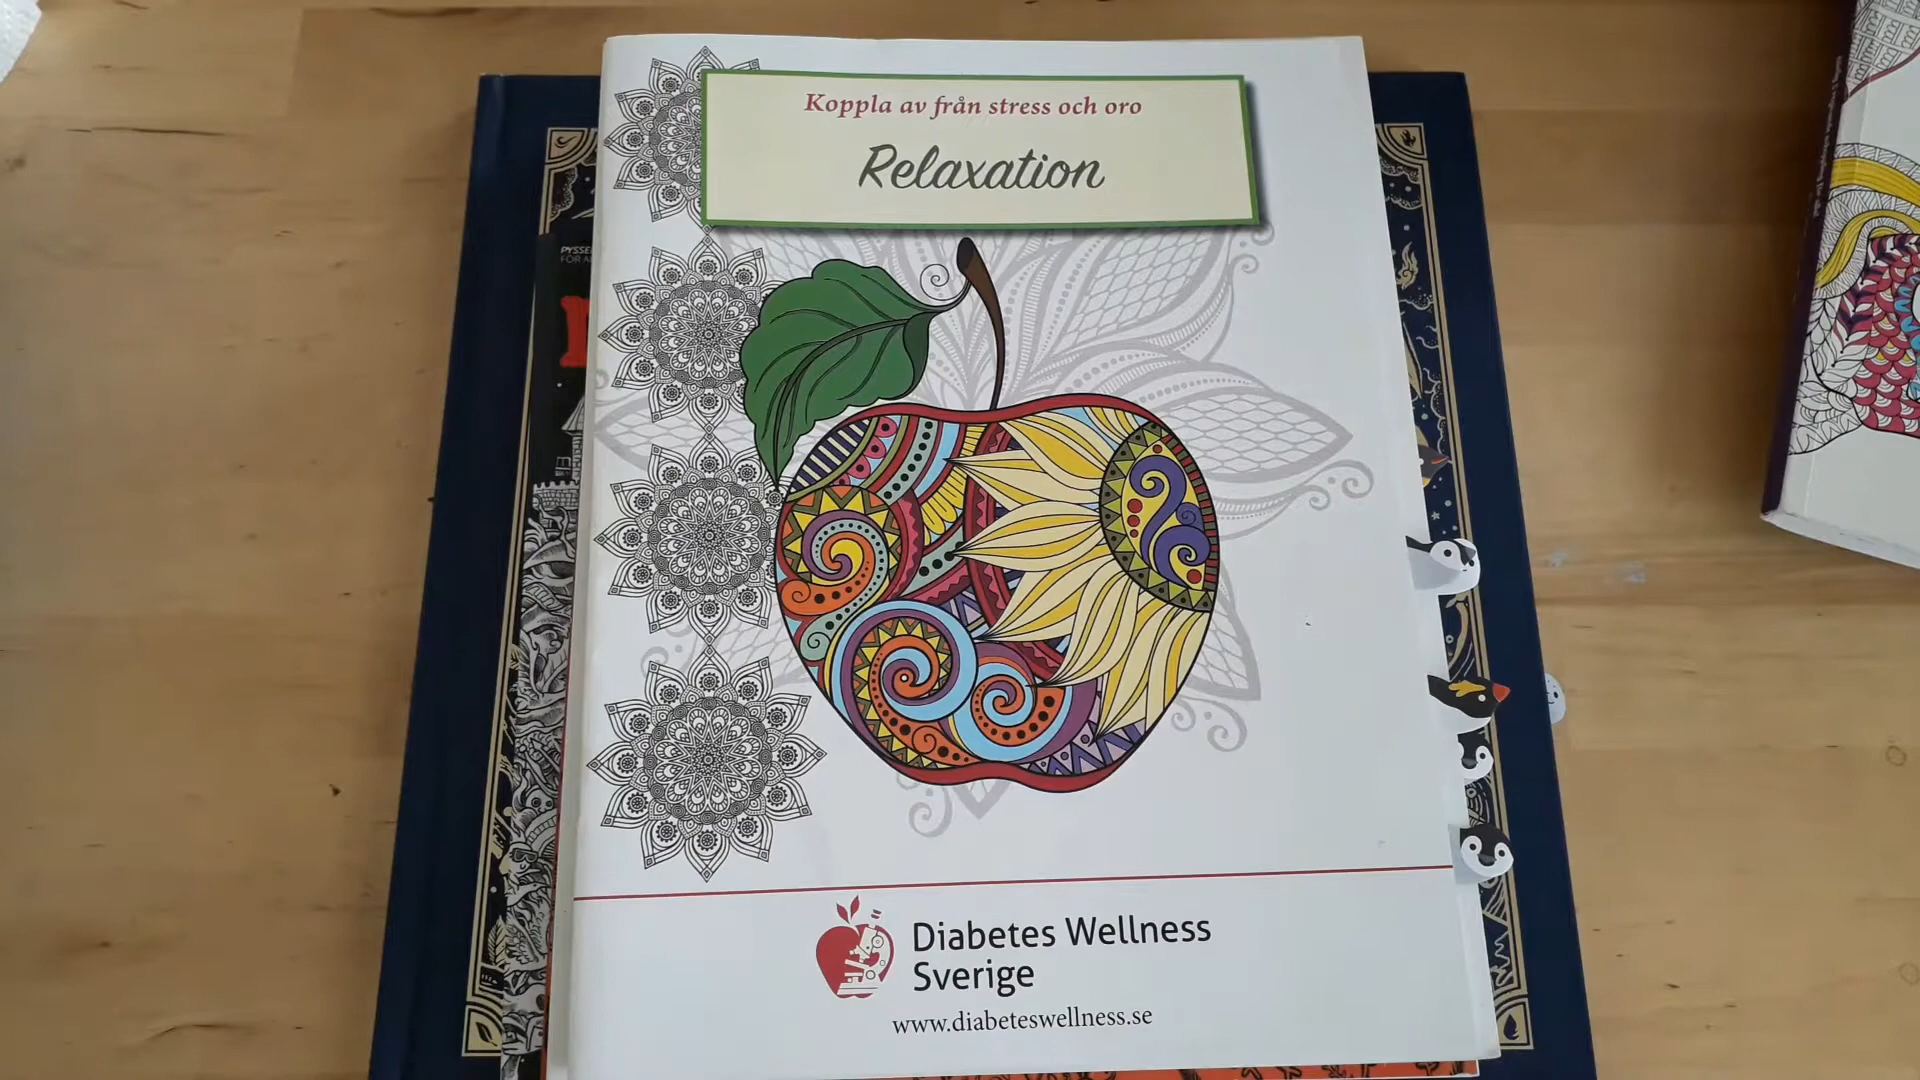 Koppla av från stress och oro
Relaxation
Diabetes Wellness
Sverige
www.diabeteswellness.se